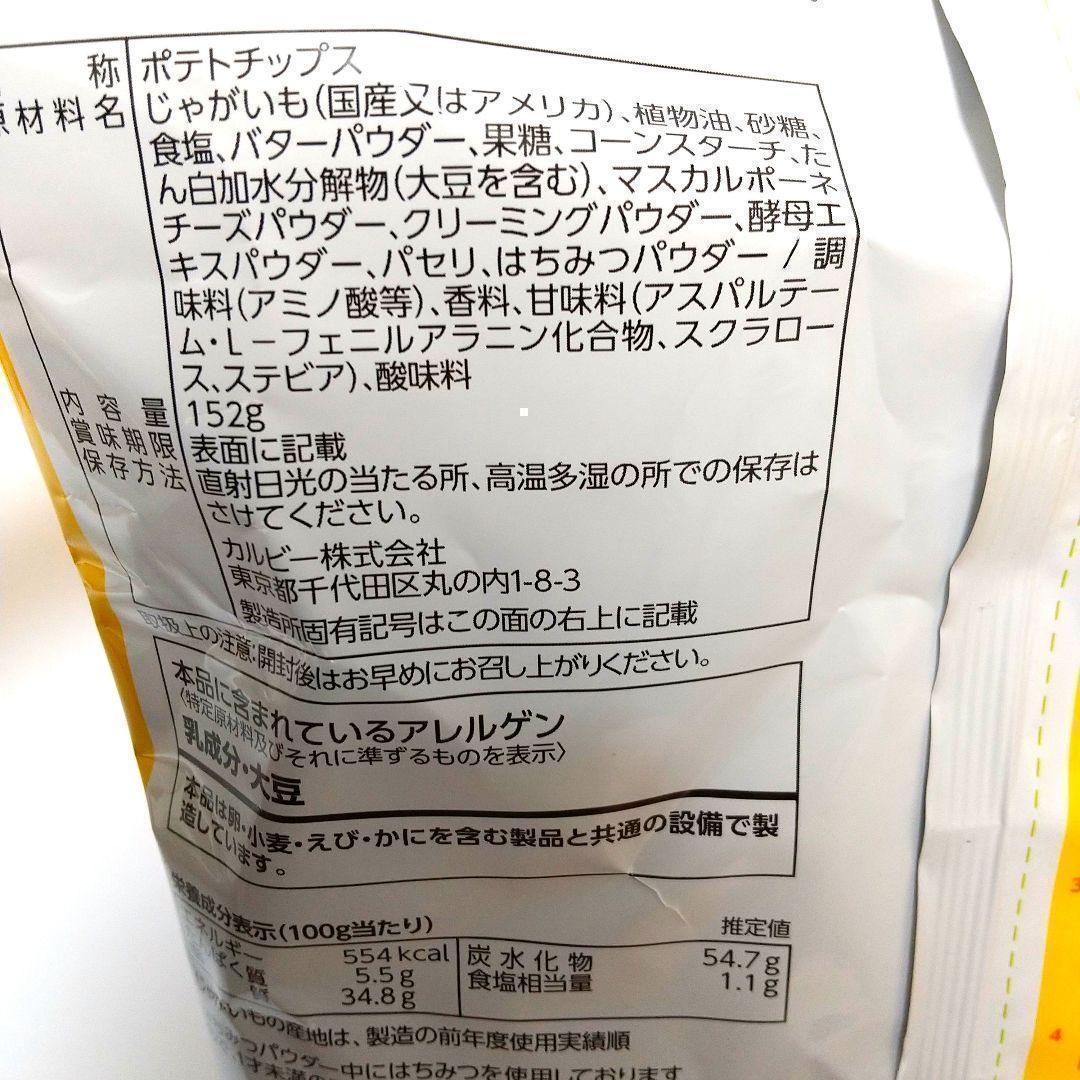 称 ポテトチップス
原材料名 じゃがいも(国産又はアメリカ)、植物油、砂糖、
食塩、バターパウダー、果糖、コーンスターチ、た
ん白加水分解物(大豆を含む)、マスカルポーネ
チーズパウダー、クリーミングパウダー、酵母エ
キスパウダー、パセリ、はちみつパウダー / 調
味料(アミノ酸等)、香料、甘味料(アスパルテー
ム・L-フェニルアラニン化合物、スクラロー
ス、ステビア)、酸味料
内容量 152g
賞味期限 表面に記載
保存方法 直射日光の当たる所、高温多湿の所での保存は
さけてください。
カルビー株式会社
東京都千代田区丸の内1-8-3
製造所固有記号はこの面の右上に記載
取扱上の注意:開封後はお早めにお召し上がりください。
本品に含まれているアレルゲン
〈特定原材料及びそれに準ずるものを表示〉
乳成分・大豆
本品は卵・小麦・えび・かにを含む製品と共通の設備で製
造しています。
栄養成分表示(100g当たり) 推定値
エネルギー 554kcal 炭水化物 54.7g
ぱく質 5.5g 食塩相当量 1.1g
質 34.8g
いもの産地は、製造の前年度使用実績順
みつパウダー中にはちみつを使用しております
1才未満の
3
4